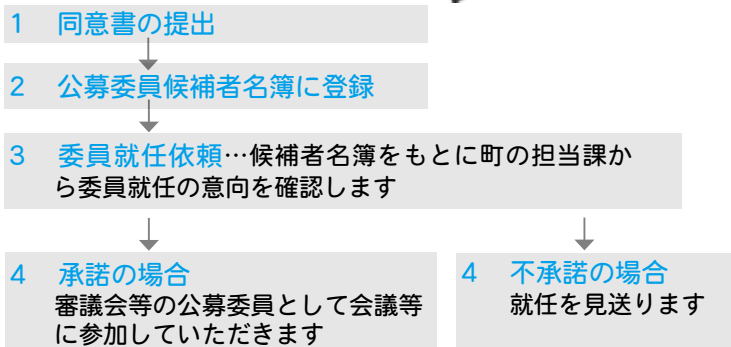 1 同意書の提出
2 公募委員候補者名簿に登録
3 委員就任依頼…候補者名簿をもとに町の担当課か
ら委員就任の意向を確認します
4 承諾の場合
審議会等の公募委員として会議等
に参加していただきます
4 不承諾の場合
就任を見送ります